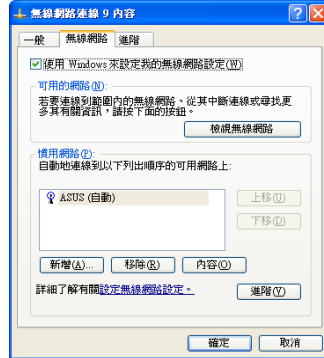 無線網路連線 9 內容
一般 無線網路 進階
使用 Windows 來設定我的無線網路設定(W)
可用的網路(N):
若要連線到範圍內的無線網路、從其中斷連線或尋找更
多其有關資訊，請按下面的按鈕。
檢視無線網路
慣用網路(P):
自動地連線到以下列出順序的可用網路上:
ASUS (自動)
上移(U)
下移(D)
新增(A)... 移除(R) 內容(O)
詳細了解有關設定無線網路設定。
進階(V)
確定 取消